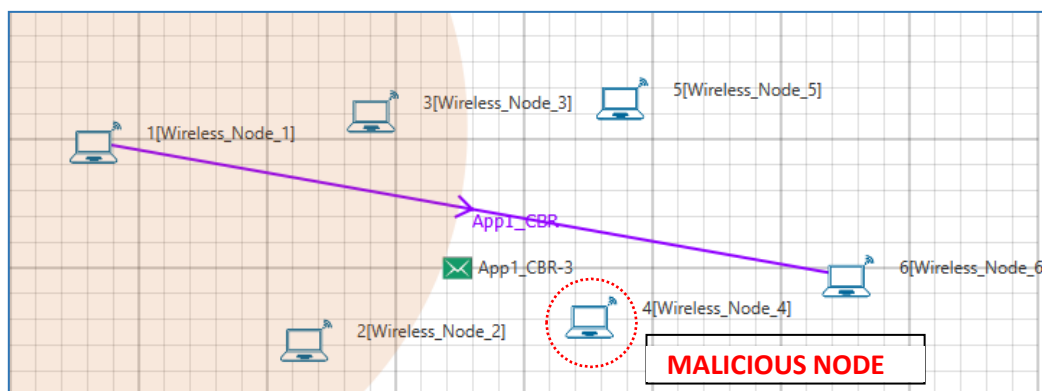 5[Wireless_Node_5]
3[Wireless_Node_3]
1[Wireless_Node_1]
App1_CBR
App1_CBR-3
6[Wireless_Node_6
4[Wireless_Node_4]
2[Wireless_Node_2]
MALICIOUS NODE